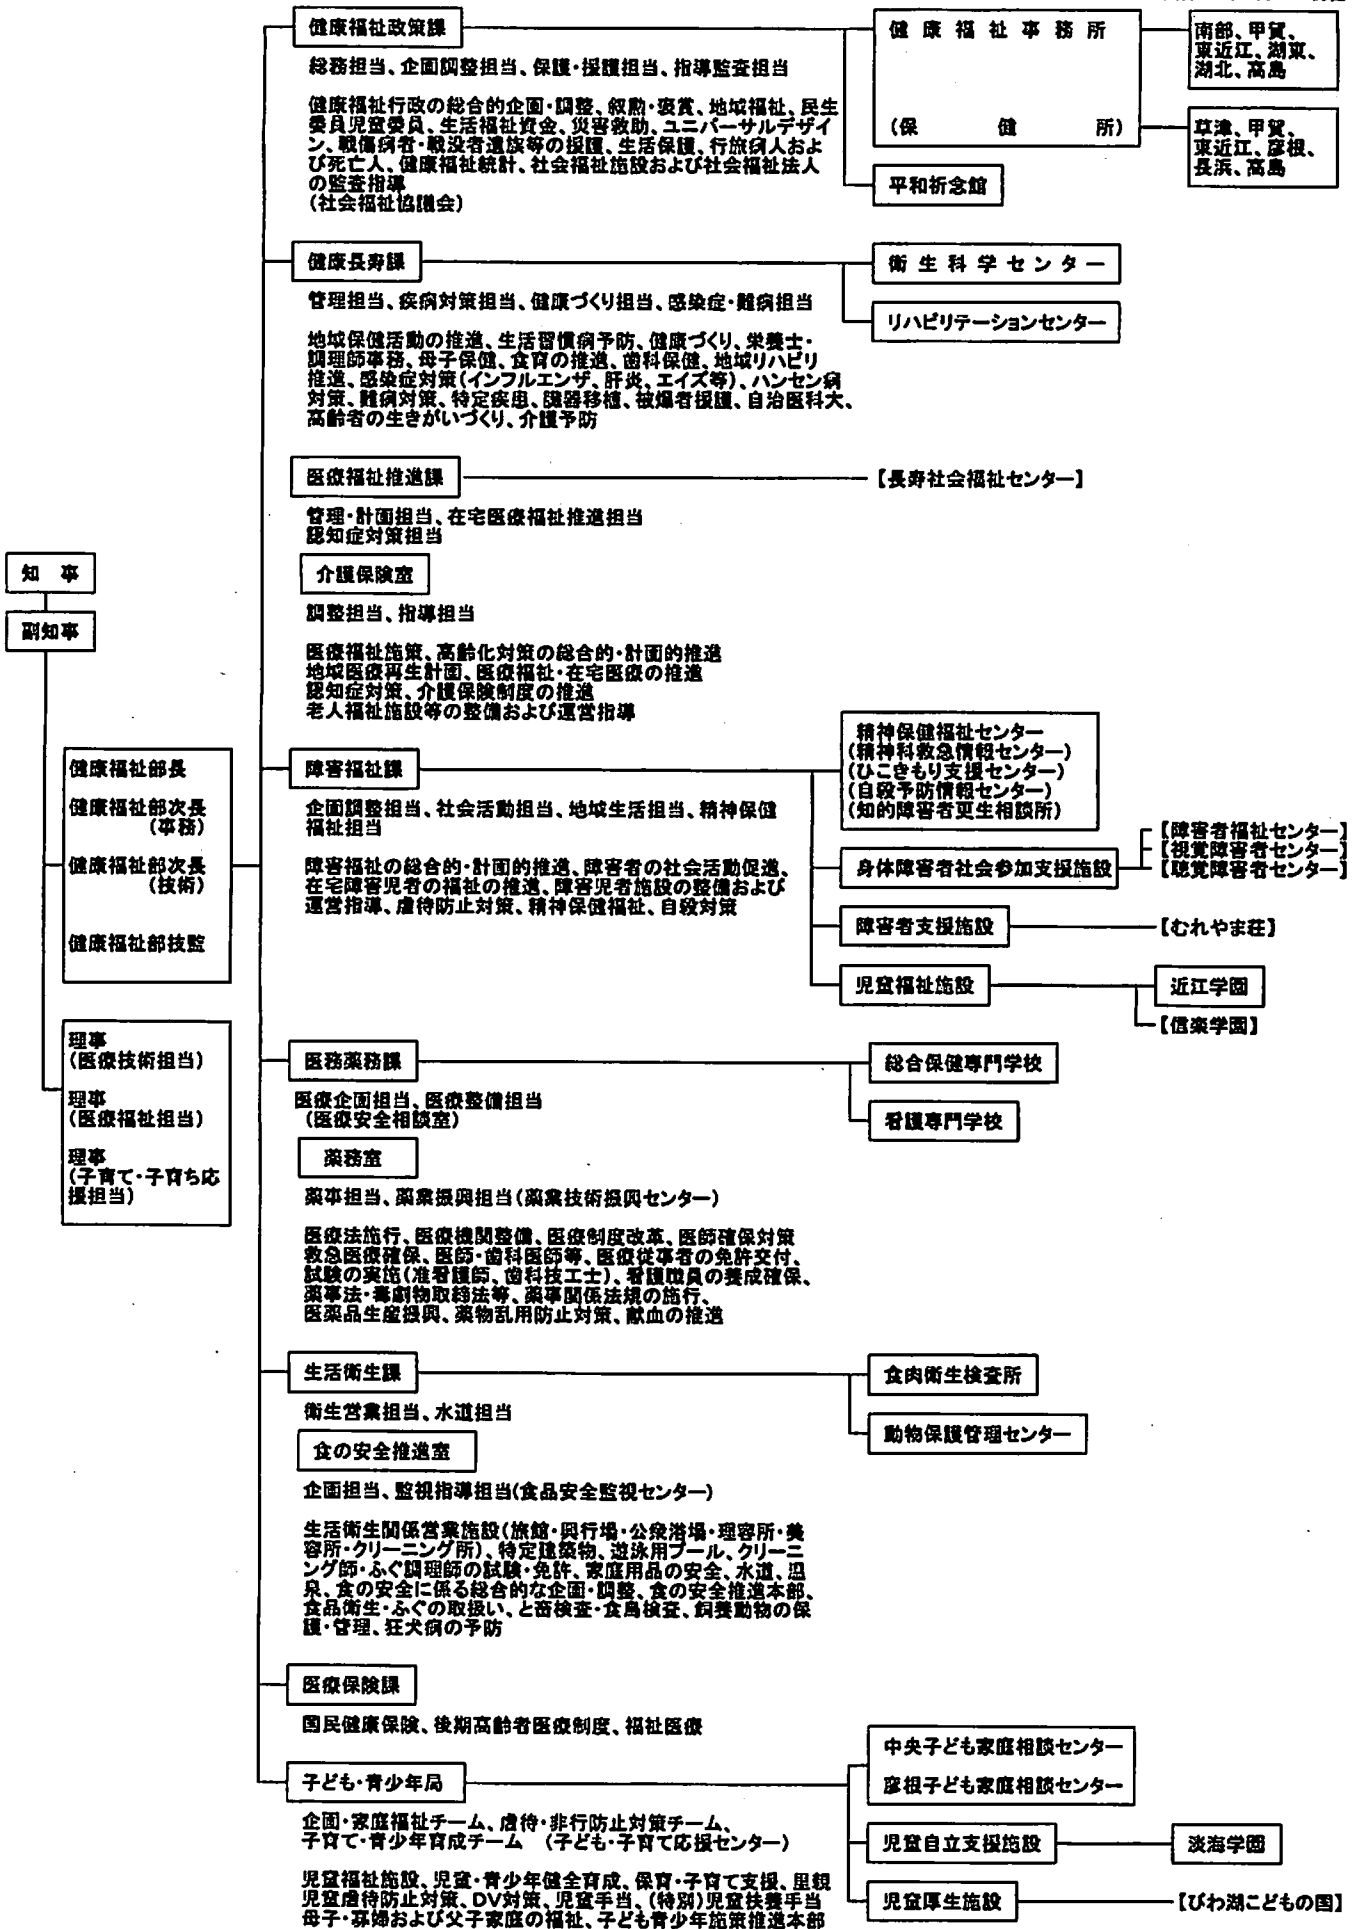 知　事
副知事
健康福祉部長
健康福祉部次長
(事務)
健康福祉部次長
(技術)
健康福祉部技監
理事
(医療技術担当)
理事
(医療福祉担当)
理事
(子育て・子育ち応
援担当)
健康福祉政策課
総務担当、企画調整担当、保護・援護担当、指導監査担当
健康福祉行政の総合的企画・調整、叙勲・褒賞、地域福祉、民生
委員児童委員、生活福祉資金、災害救助、ユニバーサルデザイ
ン、戦傷病者・戦没者遺族等の援護、生活保護、行旅病人およ
び死亡人、健康福祉統計、社会福祉施設および社会福祉法人
の監査指導
(社会福祉協議会)
健康福祉事務所
(保健所)
南部、甲賀、
東近江、湖東、
湖北、高島
草津、甲賀、
東近江、彦根、
長浜、高島
平和祈念館
健康長寿課
管理担当、疾病対策担当、健康づくり担当、感染症・難病担当
地域保健活動の推進、生活習慣病予防、健康づくり、栄養士・
調理師事務、母子保健、食育の推進、歯科保健、地域リハビリ
推進、感染症対策(インフルエンザ、肝炎、エイズ等)、ハンセン病
対策、難病対策、特定疾患、臓器移植、被爆者援護、自治医科大、
高齢者の生きがいづくり、介護予防
衛生科学センター
リハビリテーションセンター
医療福祉推進課
【長寿社会福祉センター】
管理・計画担当、在宅医療福祉推進担当
認知症対策担当
介護保険室
調整担当、指導担当
医療福祉施策、高齢化対策の総合的・計画的推進
地域医療再生計画、医療福祉・在宅医療の推進
認知症対策、介護保険制度の推進
老人福祉施設等の整備および運営指導
障害福祉課
企画調整担当、社会活動担当、地域生活担当、精神保健
福祉担当
障害福祉の総合的・計画的推進、障害者の社会活動促進、
在宅障害児者の福祉の推進、障害児者施設の整備および
運営指導、虐待防止対策、精神保健福祉、自殺対策
精神保健福祉センター
(精神科救急情報センター)
(ひこきもり支援センター)
(自殺予防情報センター)
(知的障害者更生相談所)
身体障害者社会参加支援施設
【障害者福祉センター】
【視覚障害者センター】
【聴覚障害者センター】
障害者支援施設
【むれやま荘】
児童福祉施設
近江学園
【信楽学園】
医務薬務課
医療企画担当、医療整備担当
(医療安全相談室)
薬務室
薬事担当、薬業振興担当(薬業技術振興センター)
医療法施行、医療機関整備、医療制度改革、医師確保対策
救急医療確保、医師・歯科医師等、医療従事者の免許交付、
試験の実施(准看護師、歯科技工士)、看護職員の養成確保、
薬事法・毒劇物取締法等、薬事関係法規の施行、
医薬品生産振興、薬物乱用防止対策、献血の推進
総合保健専門学校
看護専門学校
生活衛生課
衛生営業担当、水道担当
食の安全推進室
企画担当、監視指導担当(食品安全監視センター)
生活衛生関係営業施設(旅館・興行場・公衆浴場・理容所・美
容所・クリーニング所)、特定建築物、遊泳用プール、クリーニ
ング師・ふぐ調理師の試験・免許、家庭用品の安全、水道、温
泉、食の安全に係る総合的な企画・調整、食の安全推進本部、
食品衛生・ふぐの取扱い、と畜検査・食鳥検査、飼養動物の保
護・管理、狂犬病の予防
食肉衛生検査所
動物保護管理センター
医療保険課
国民健康保険、後期高齢者医療制度、福祉医療
子ども・青少年局
企画・家庭福祉チーム、虐待・非行防止対策チーム、
子育て・青少年育成チーム　(子ども・子育て応援センター)
児童福祉施設、児童・青少年健全育成、保育・子育て支援、里親
児童虐待防止対策、DV対策、児童手当、(特別)児童扶養手当
母子・寡婦および父子家庭の福祉、子ども青少年施策推進本部
中央子ども家庭相談センター
彦根子ども家庭相談センター
児童自立支援施設
淡海学園
児童厚生施設
【びわ湖こどもの国】